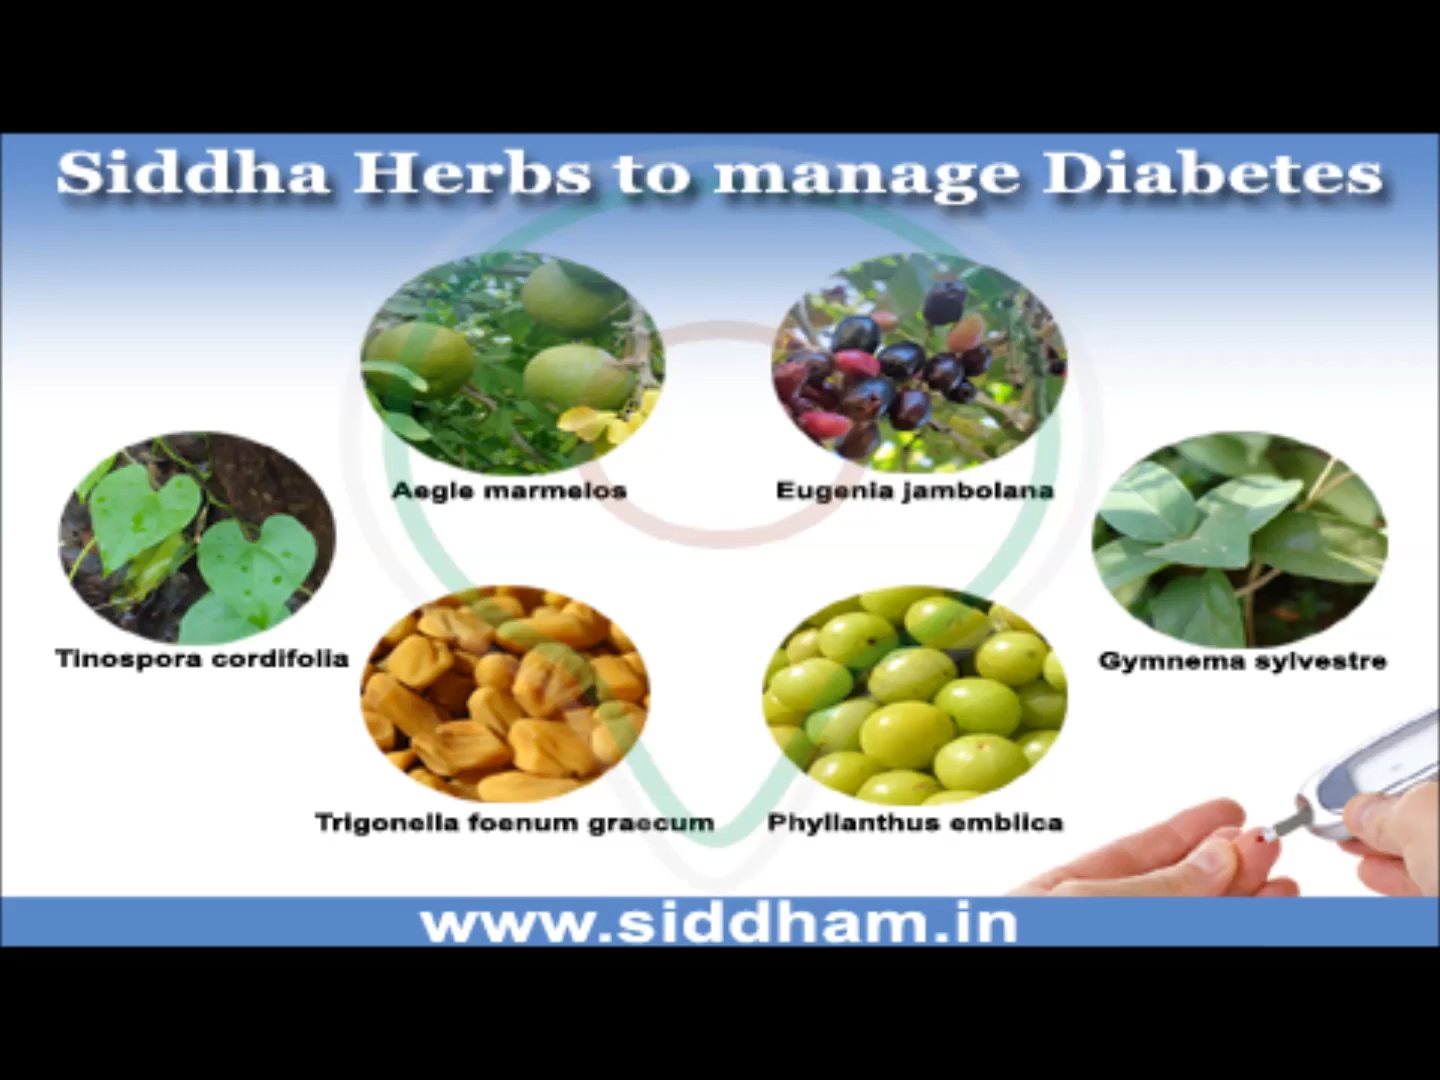 Siddha Herbs to manage Diabetes
Aegle marmelos
Eugenia jambolana
Tinospora cordifolia
Gymnema sylvestre
Trigonella foenum graecum
Phyllanthus emblica
www.siddham.in